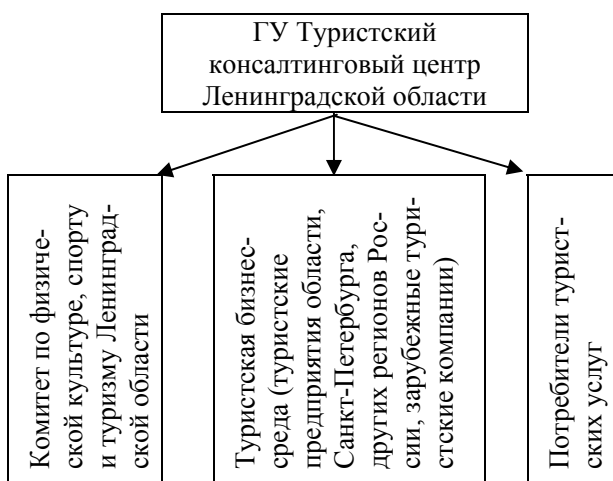 ГУ Туристский
консалтинговый центр
Ленинградской области
Комитет по физиче-
ской культуре, спорту
и туризму Ленинград-
ской области
Туристская бизнес-
среда (туристские
предприятия области,
Санкт-Петербурга,
других регионов Рос-
сии, зарубежные тури-
стские компании)
Потребители турист-
ских услуг